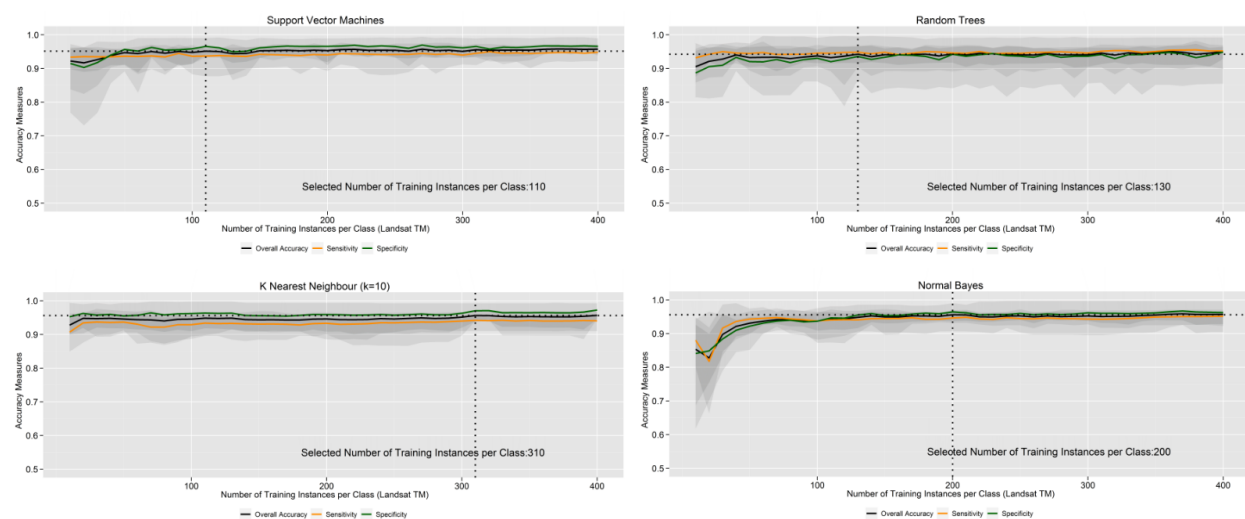 Support Vector Machines
1.0
0.9
0.8
0.7
0.6
0.5
Accuracy Measures
Selected Number of Training Instances per Class:110
100
200
300
400
Number of Training Instances per Class (Landsat TM)
Overall Accuracy Sensitivity Specificity
Random Trees
1.0
0.9
0.8
0.7
0.6
0.5
Accuracy Measures
Selected Number of Training Instances per Class:130
100
200
300
400
Number of Training Instances per Class (Landsat TM)
Overall Accuracy Sensitivity Specificity
K Nearest Neighbour (k=10)
1.0
0.9
0.8
0.7
0.6
0.5
Accuracy Measures
Selected Number of Training Instances per Class:310
100
200
300
400
Number of Training Instances per Class (Landsat TM)
Overall Accuracy Sensitivity Specificity
Normal Bayes
1.0
0.9
0.8
0.7
0.6
0.5
Accuracy Measures
Selected Number of Training Instances per Class:200
100
200
300
400
Number of Training Instances per Class (Landsat TM)
Overall Accuracy Sensitivity Specificity